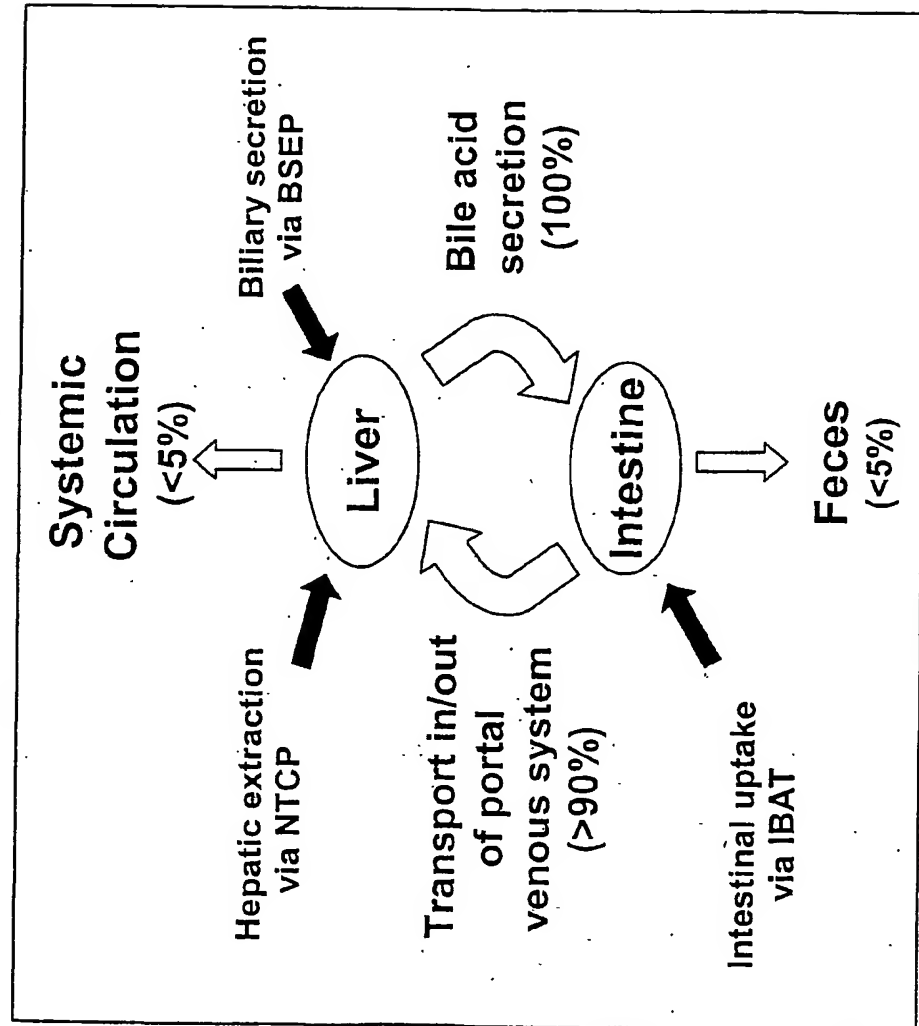 Systemic
Circulation
(<5%)
Hepatic extraction
via NTCP
Biliary secretion
via BSEP
Liver
Transport in/out
of portal
venous system
(>90%)
Bile acid
secretion
(100%)
Intestine
Intestinal uptake
via IBAT
Feces
(<5%)